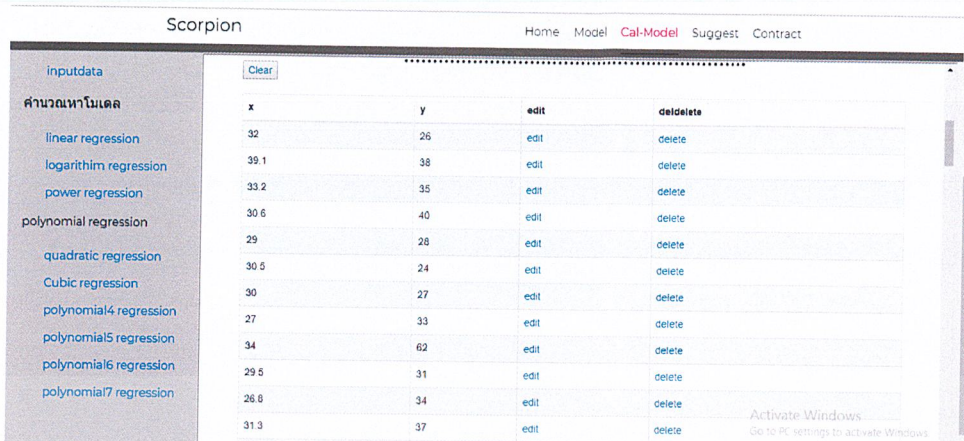 Scorpion
Home Model Cal-Model Suggest Contract
inputdata
คำนวณหาโมเดล
linear regression
logarithim regression
power regression
polynomial regression
quadratic regression
Cubic regression
polynomial4 regression
polynomial5 regression
polynomial6 regression
polynomial7 regression
Clear
x y edit deldelete
32 26 edit delete
39.1 38 edit delete
33.2 35 edit delete
30.6 40 edit delete
29 28 edit delete
30.5 24 edit delete
30 27 edit delete
27 33 edit delete
34 62 edit delete
29.5 31 edit delete
26.8 34 edit delete
31.3 37 edit delete
Activate Windows
Go to PC settings to activate Windows